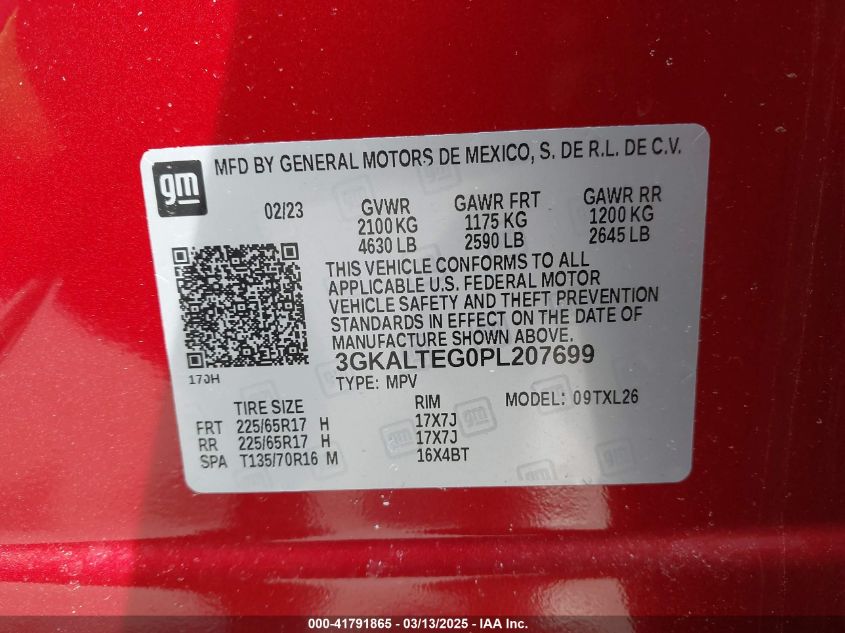 gm
MFD BY GENERAL MOTORS DE MEXICO, S. DE R.L. DE C.V.
02/23 GVWR GAWR FRT GAWR RR
2100 KG 1175 KG 1200 KG
4630 LB 2590 LB 2645 LB
THIS VEHICLE CONFORMS TO ALL
APPLICABLE U.S. FEDERAL MOTOR
VEHICLE SAFETY AND THEFT PREVENTION
STANDARDS IN EFFECT ON THE DATE OF
MANUFACTURE SHOWN ABOVE.
3GKALTEG0PL207699
170H
TYPE: MPV
MODEL: 09TXL26
TIRE SIZE RIM
FRT 225/65R17 H 17X7J
RR 225/65R17 H 17X7J
SPA T135/70R16 M 16X4BT
000-41791865 / 03/13/2025 - IAA Inc.